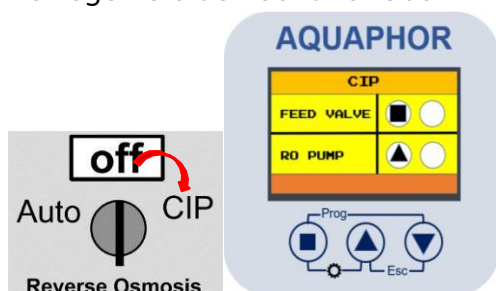 AQUAPHOR
CIP
FEED VALVE
RO PUMP
Prog
Esc
off
Auto
CIP
Reverse Osmosis